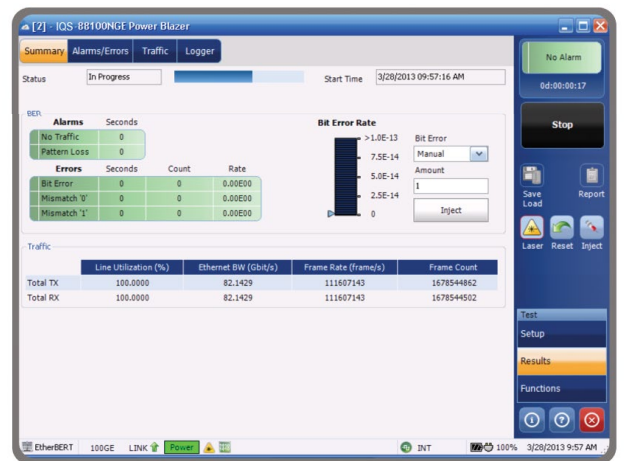 [2] - IQS-88100NGE Power Blazer
Summary Alarms/Errors Traffic Logger
Status In Progress Start Time 3/28/2013 09:57:16 AM
BER
Alarms Seconds
No Traffic 0
Pattern Loss 0
Errors Seconds Count Rate
Bit Error 0 0 0.00E00
Mismatch '0' 0 0 0.00E00
Mismatch '1' 0 0 0.00E00
Bit Error Rate
>1.0E-13
7.5E-14
5.0E-14
2.5E-14
0
Bit Error
Manual
Amount
1
Inject
Traffic
Line Utilization (%) Ethernet BW (Gbit/s) Frame Rate (frame/s) Frame Count
Total TX 100.0000 82.1429 111607143 1678544862
Total RX 100.0000 82.1429 111607143 1678544502
No Alarm
0d:00:00:17
Stop
Save Load
Report
Laser Reset Inject
Test
Setup
Results
Functions
EtherBERT 100GE LINK Power INT 100% 3/28/2013 9:57 AM